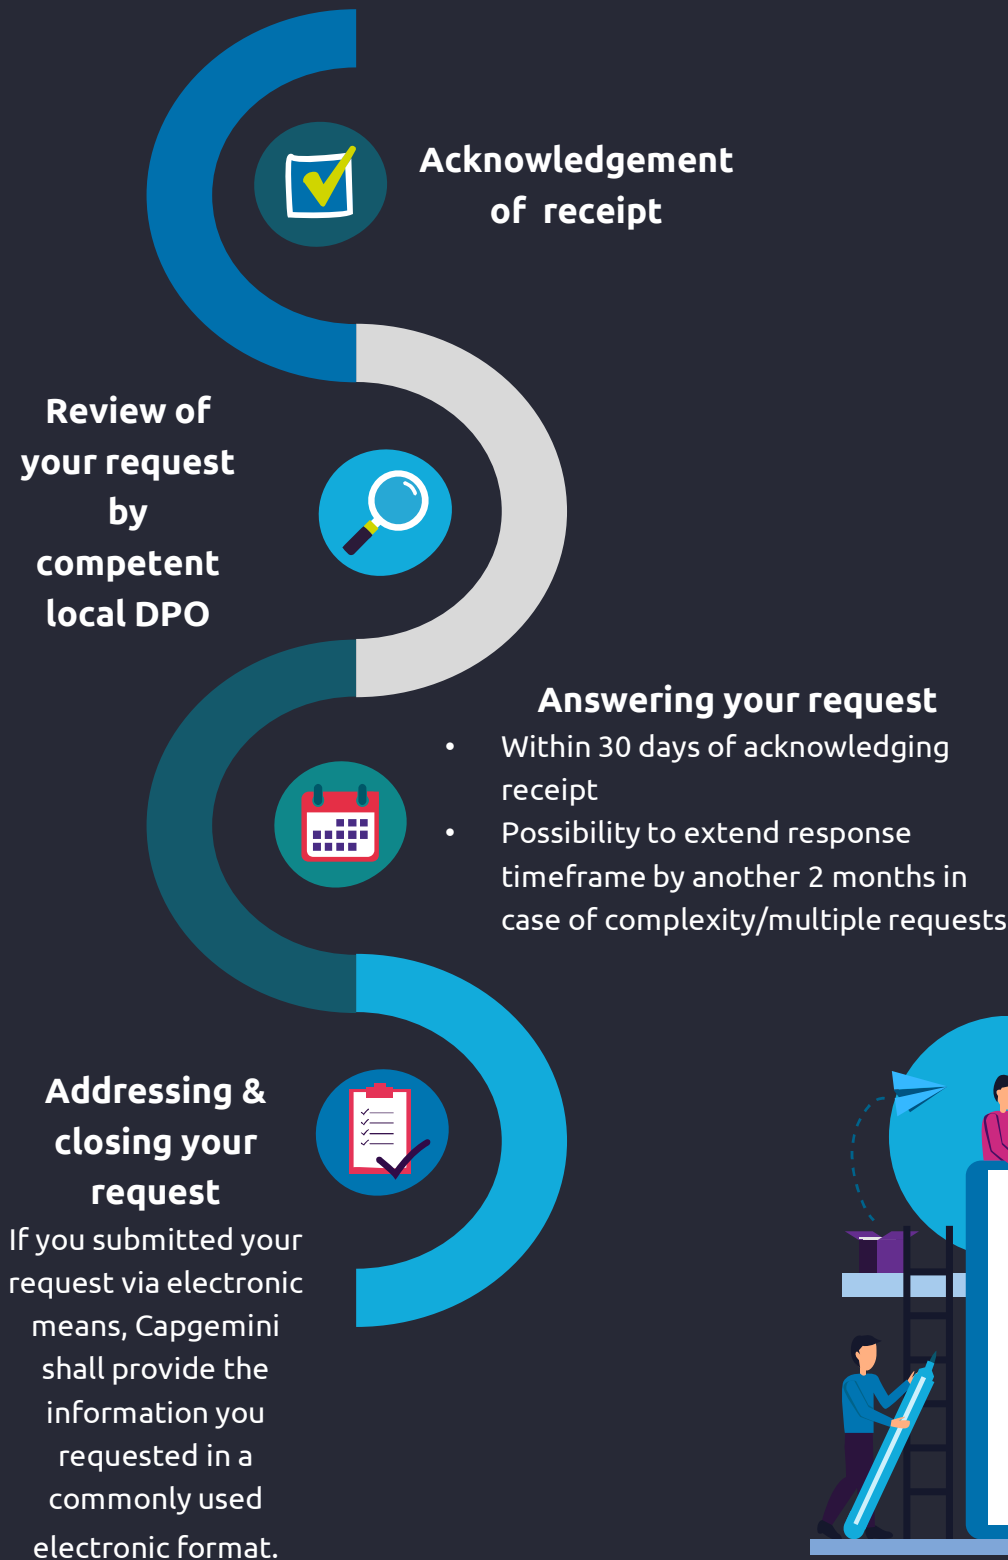 Acknowledgement
of receipt
Review of
your request
by
competent
local DPO
Answering your request
• Within 30 days of acknowledging
receipt
• Possibility to extend response
timeframe by another 2 months in
case of complexity/multiple requests
Addressing &
closing your
request
If you submitted your
request via electronic
means, Capgemini
shall provide the
information you
requested in a
commonly used
electronic format.